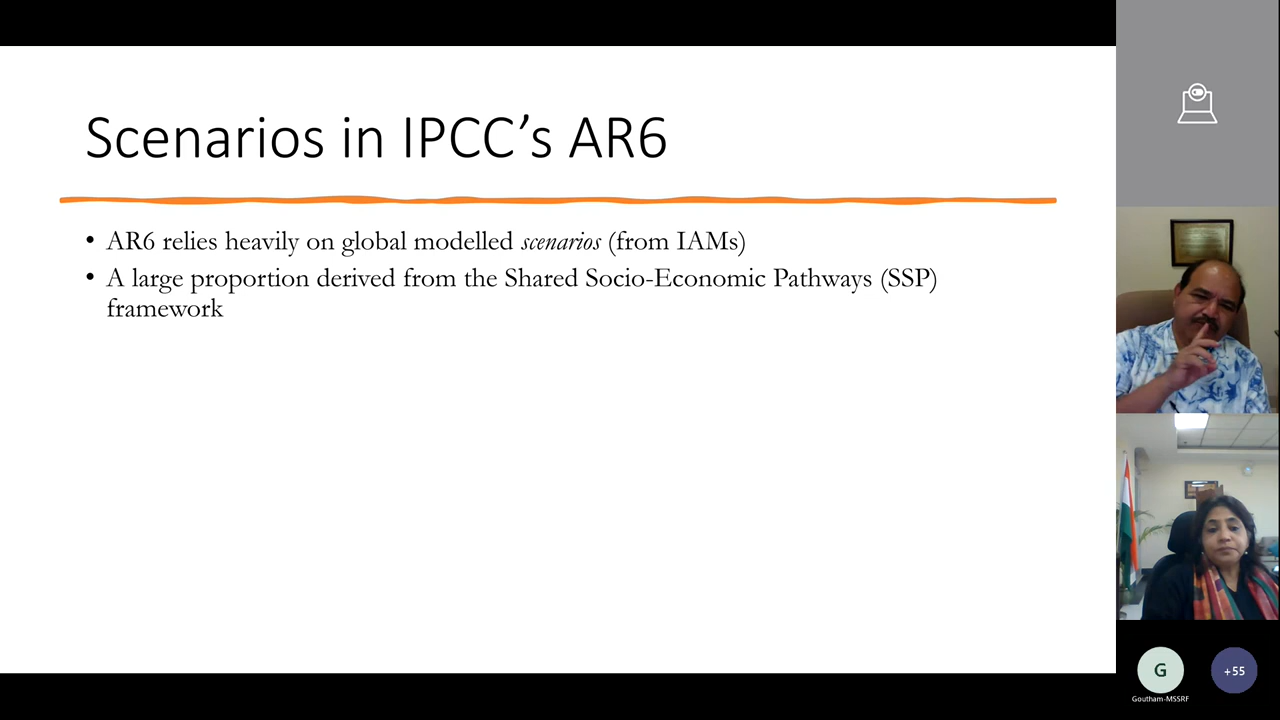 Scenarios in IPCC’s AR6
• AR6 relies heavily on global modelled scenarios (from IAMs)
• A large proportion derived from the Shared Socio-Economic Pathways (SSP)
framework
G
+55
Goutham-MSSRF